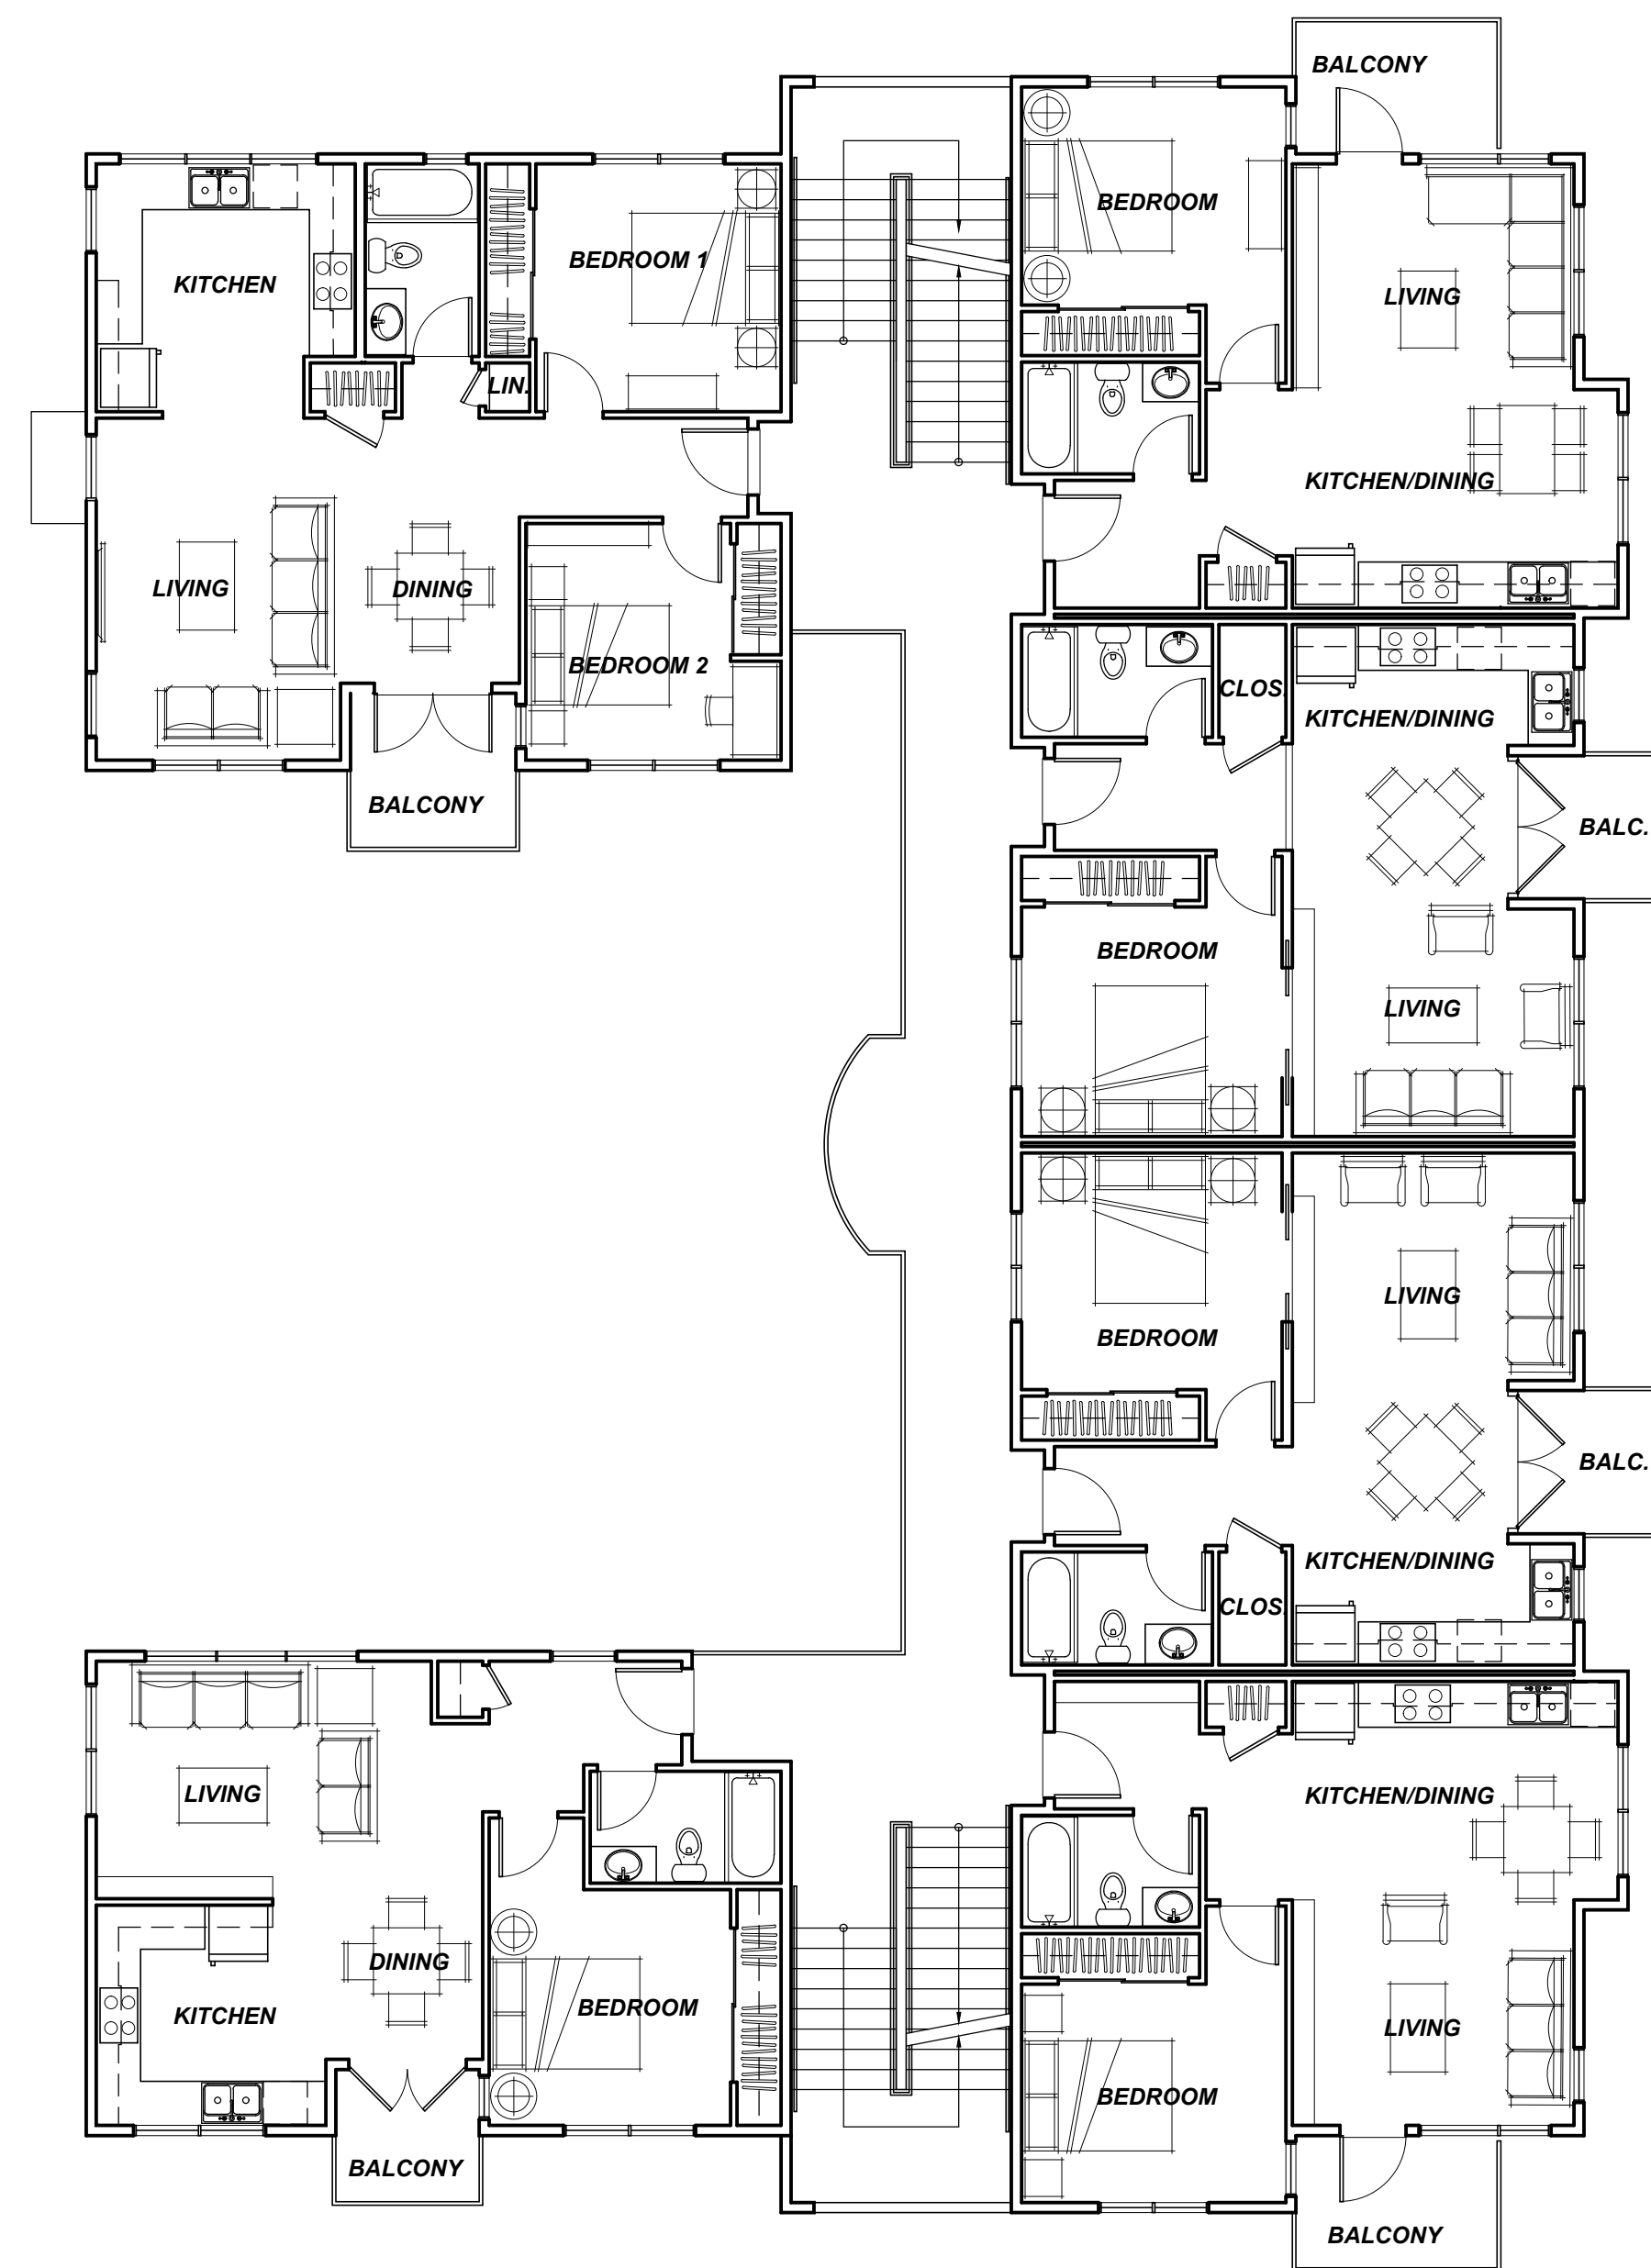 BALCONY
BEDROOM
BEDROOM 1
KITCHEN
LIVING
LIN.
KITCHEN/DINING
LIVING
DINING
BEDROOM 2
CLOS.
KITCHEN/DINING
BALCONY
BALC.
BEDROOM
LIVING
LIVING
BEDROOM
BALC.
KITCHEN/DINING
CLOS.
LIVING
KITCHEN/DINING
DINING
BEDROOM
KITCHEN
LIVING
BEDROOM
BALCONY
BALCONY